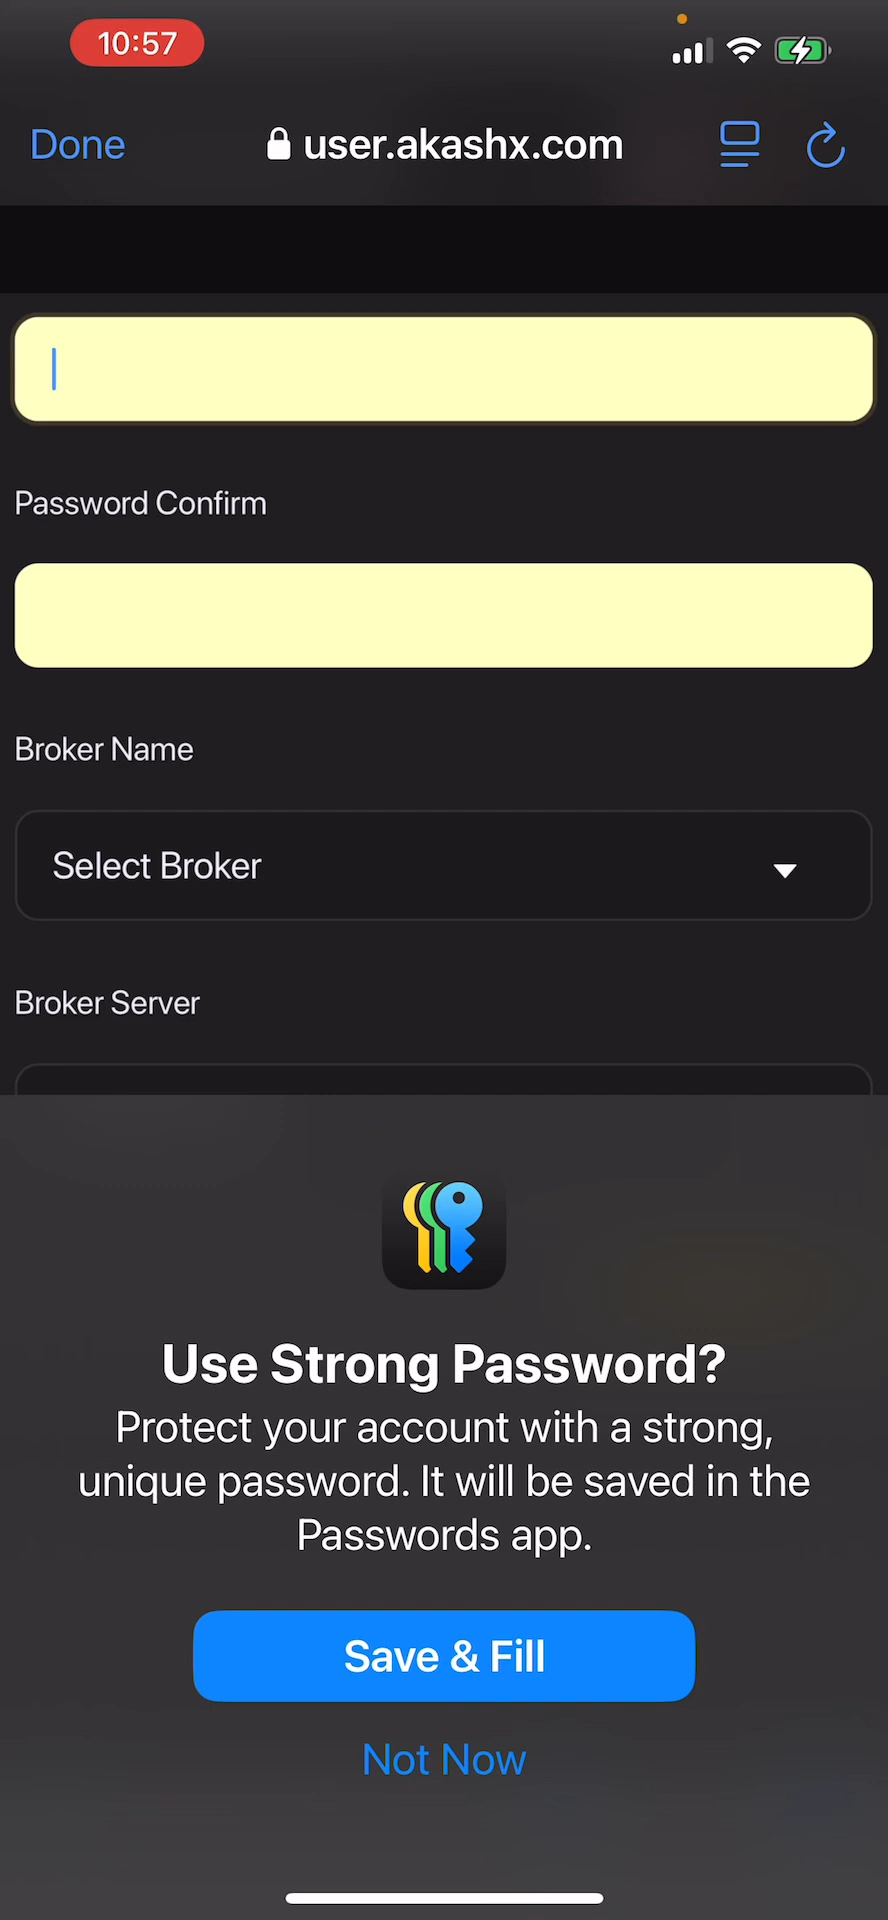 10:57
Done
user.akashx.com
Password Confirm
Broker Name
Select Broker
Broker Server
Use Strong Password?
Protect your account with a strong,
unique password. It will be saved in the
Passwords app.
Save & Fill
Not Now